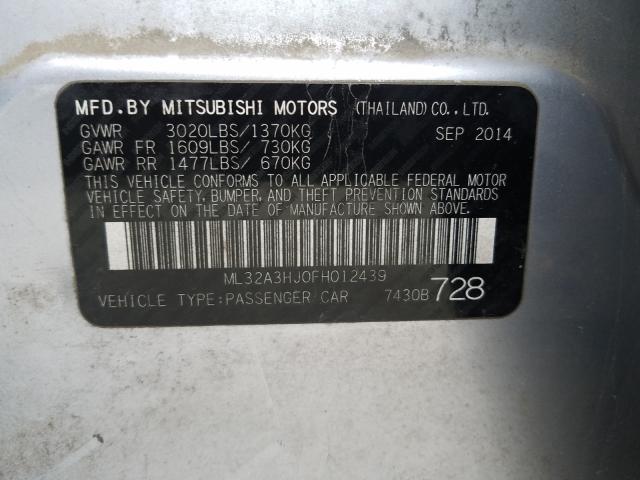 MFD.BY MITSUBISHI MOTORS (THAILAND)CO.,LTD.
GVWR 3020LBS/1370KG SEP 2014
GAWR FR 1609LBS/ 730KG
GAWR RR 1477LBS/ 670KG
THIS VEHICLE CONFORMS TO ALL APPLICABLE FEDERAL MOTOR
VEHICLE SAFETY, BUMPER, AND THEFT PREVENTION STANDARDS
IN EFFECT ON THE DATE OF MANUFACTURE SHOWN ABOVE.
ML32A3HJ0FH012439
VEHICLE TYPE:PASSENGER CAR 7430B 728